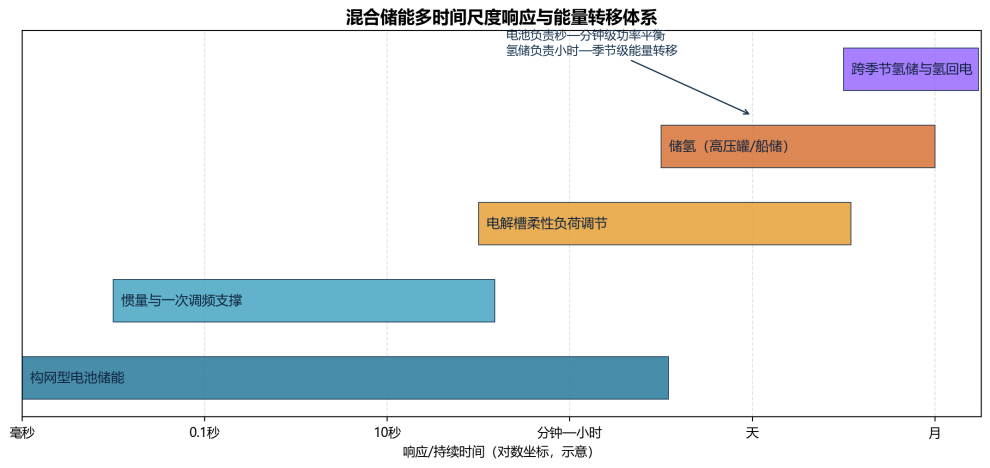 混合储能多时间尺度响应与能量转移体系
电池负责秒—分钟级功率平衡
氢储负责小时—季节级能量转移
跨季节氢储与氢回电
储氢（高压罐/船储）
电解槽柔性负荷调节
惯量与一次调频支撑
构网型电池储能
毫秒 0.1秒 10秒 分钟—小时 天 月
响应/持续时间（对数坐标，示意）